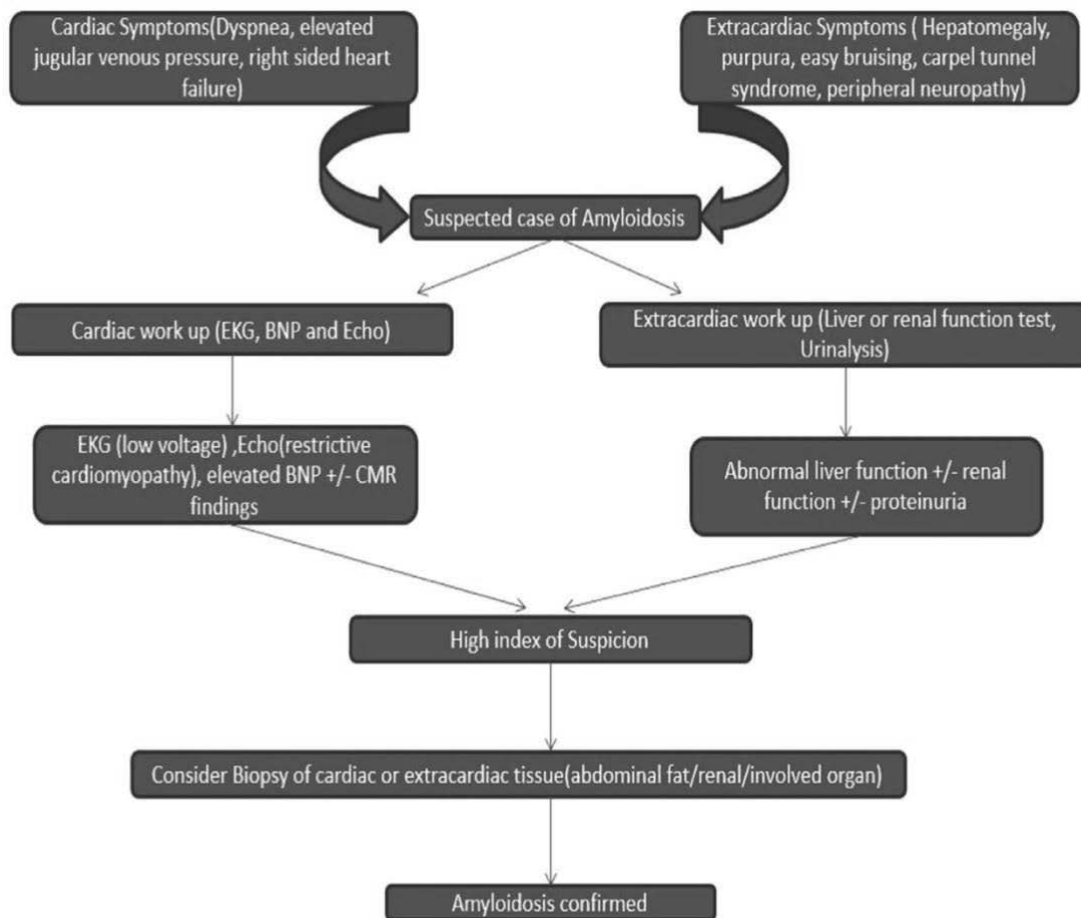 Cardiac Symptoms(Dyspnea, elevated
jugular venous pressure, right sided heart
failure)
Extracardiac Symptoms ( Hepatomegaly,
purpura, easy bruising, carpel tunnel
syndrome, peripheral neuropathy)
Suspected case of Amyloidosis
Cardiac work up (EKG, BNP and Echo)
Extracardiac work up (Liver or renal function test,
Urinalysis)
EKG (low voltage) ,Echo(restrictive
cardiomyopathy), elevated BNP +/- CMR
findings
Abnormal liver function +/- renal
function +/- proteinuria
High index of Suspicion
Consider Biopsy of cardiac or extracardiac tissue(abdominal fat/renal/involved organ)
Amyloidosis confirmed